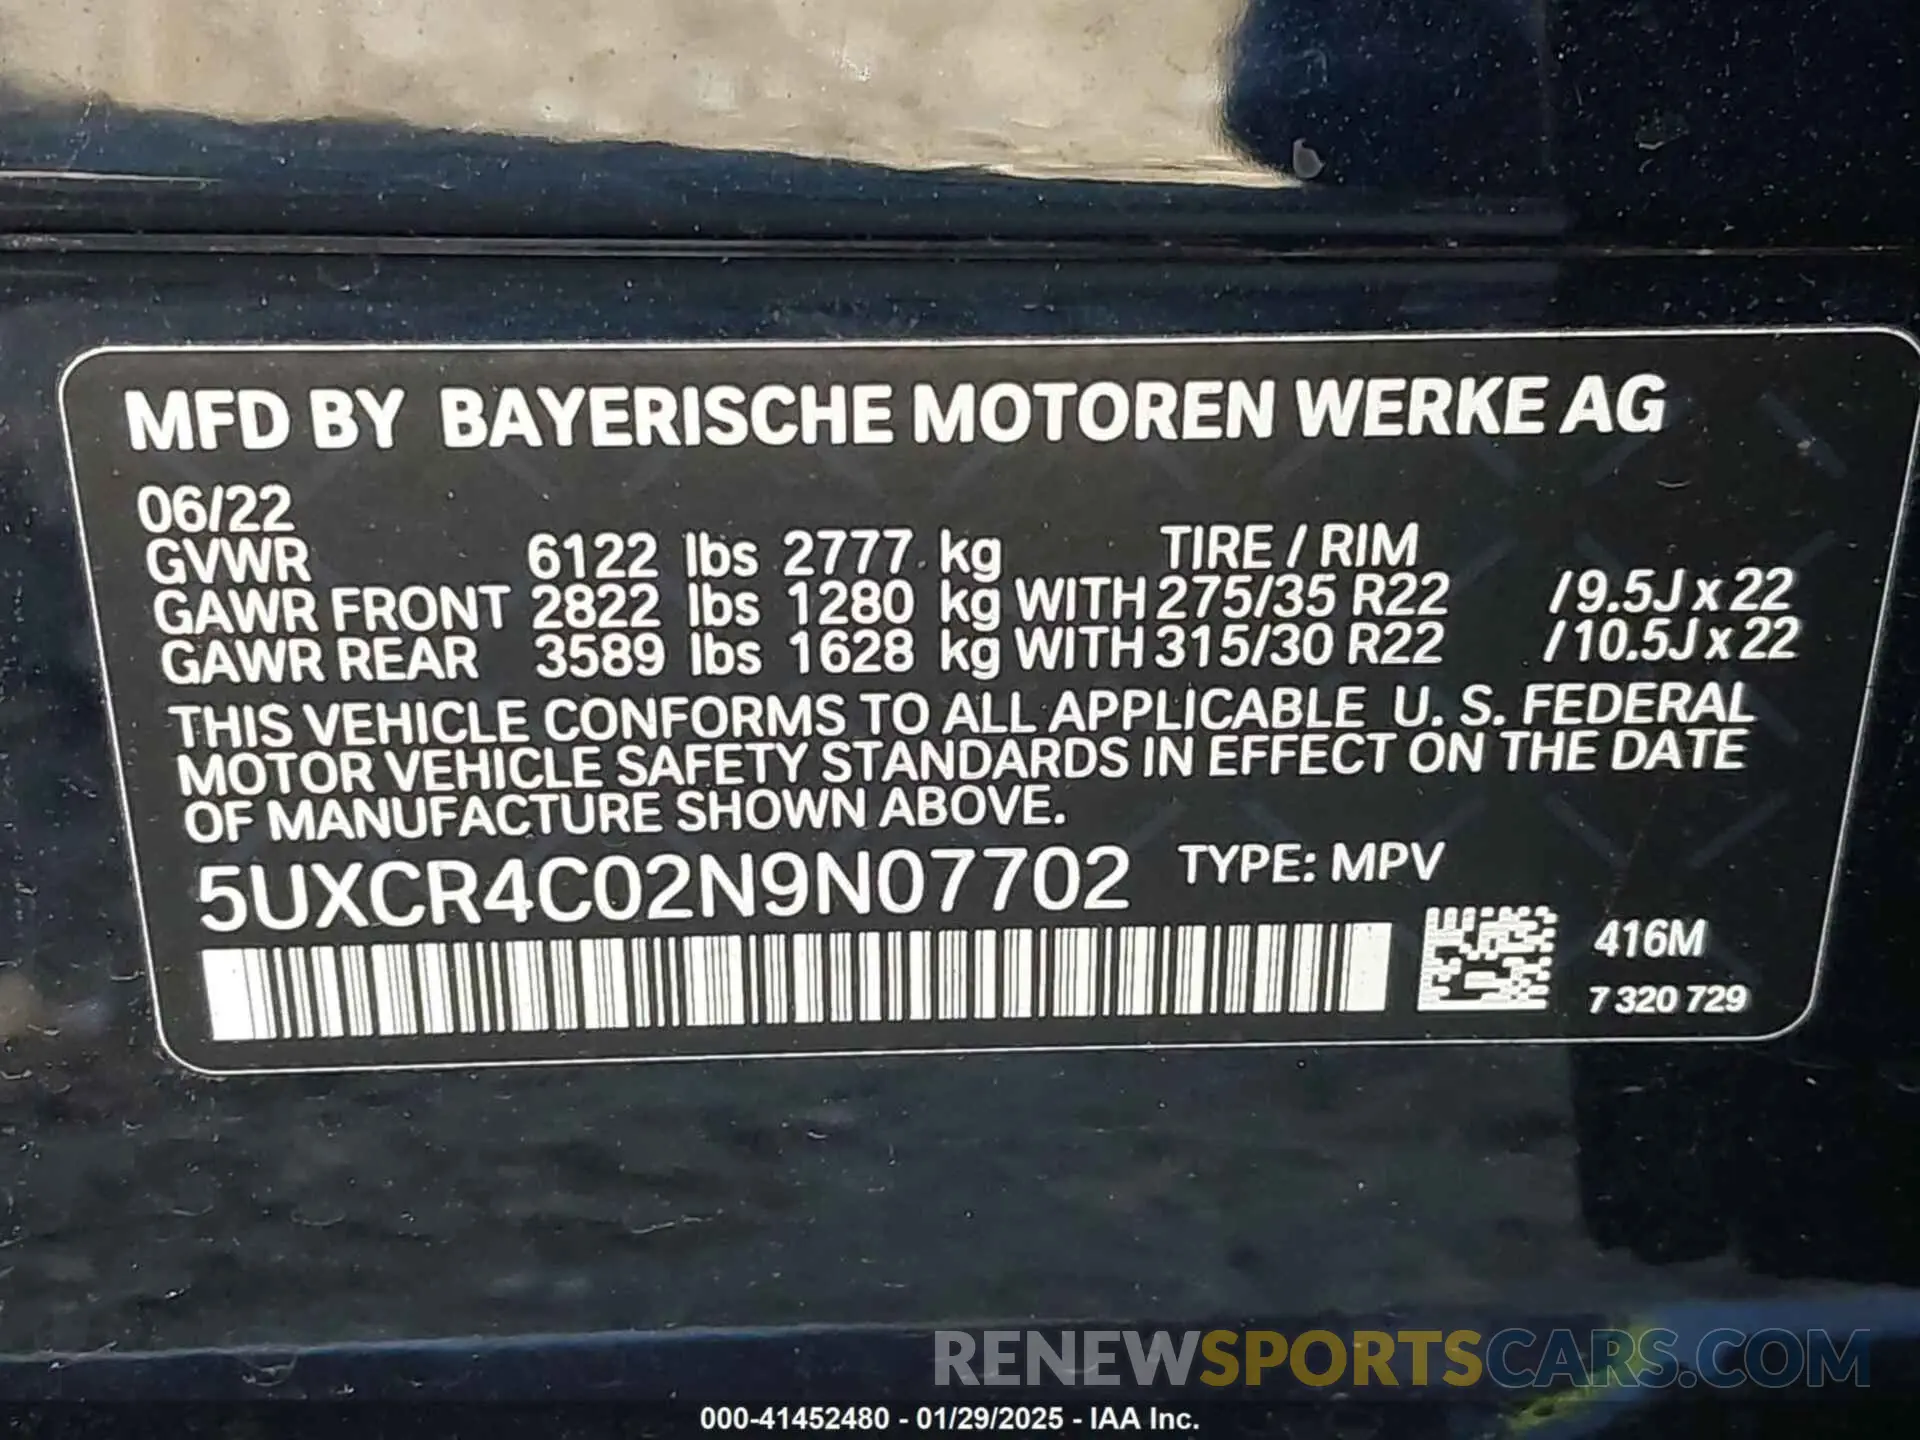 MFD BY BAYERISCHE MOTOREN WERKE AG
06/22
GVWR 6122 lbs 2777 kg TIRE / RIM
GAWR FRONT 2822 lbs 1280 kg WITH 275/35 R22 / 9.5J x 22
GAWR REAR 3589 lbs 1628 kg WITH 315/30 R22 / 10.5J x 22
THIS VEHICLE CONFORMS TO ALL APPLICABLE U. S. FEDERAL
MOTOR VEHICLE SAFETY STANDARDS IN EFFECT ON THE DATE
OF MANUFACTURE SHOWN ABOVE.
5UXCR4C02N9N07702 TYPE: MPV
416M
7 320 729
RENEWSPORTSCARS.COM
000-41452480 - 01/29/2025 - IAA Inc.